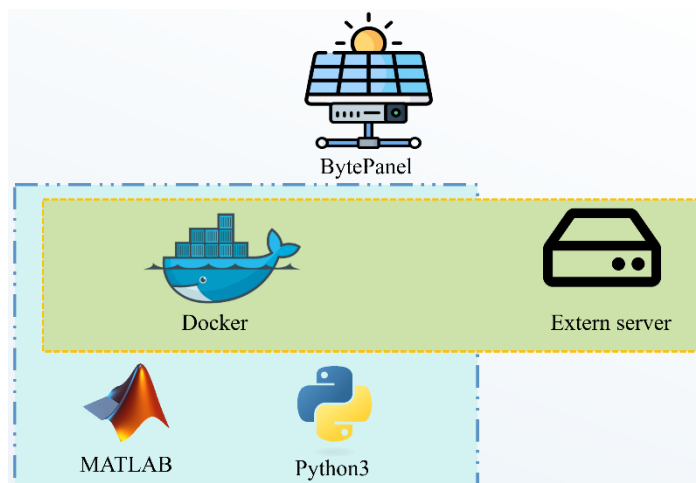 BytePanel
Docker
Extern server
MATLAB
Python3